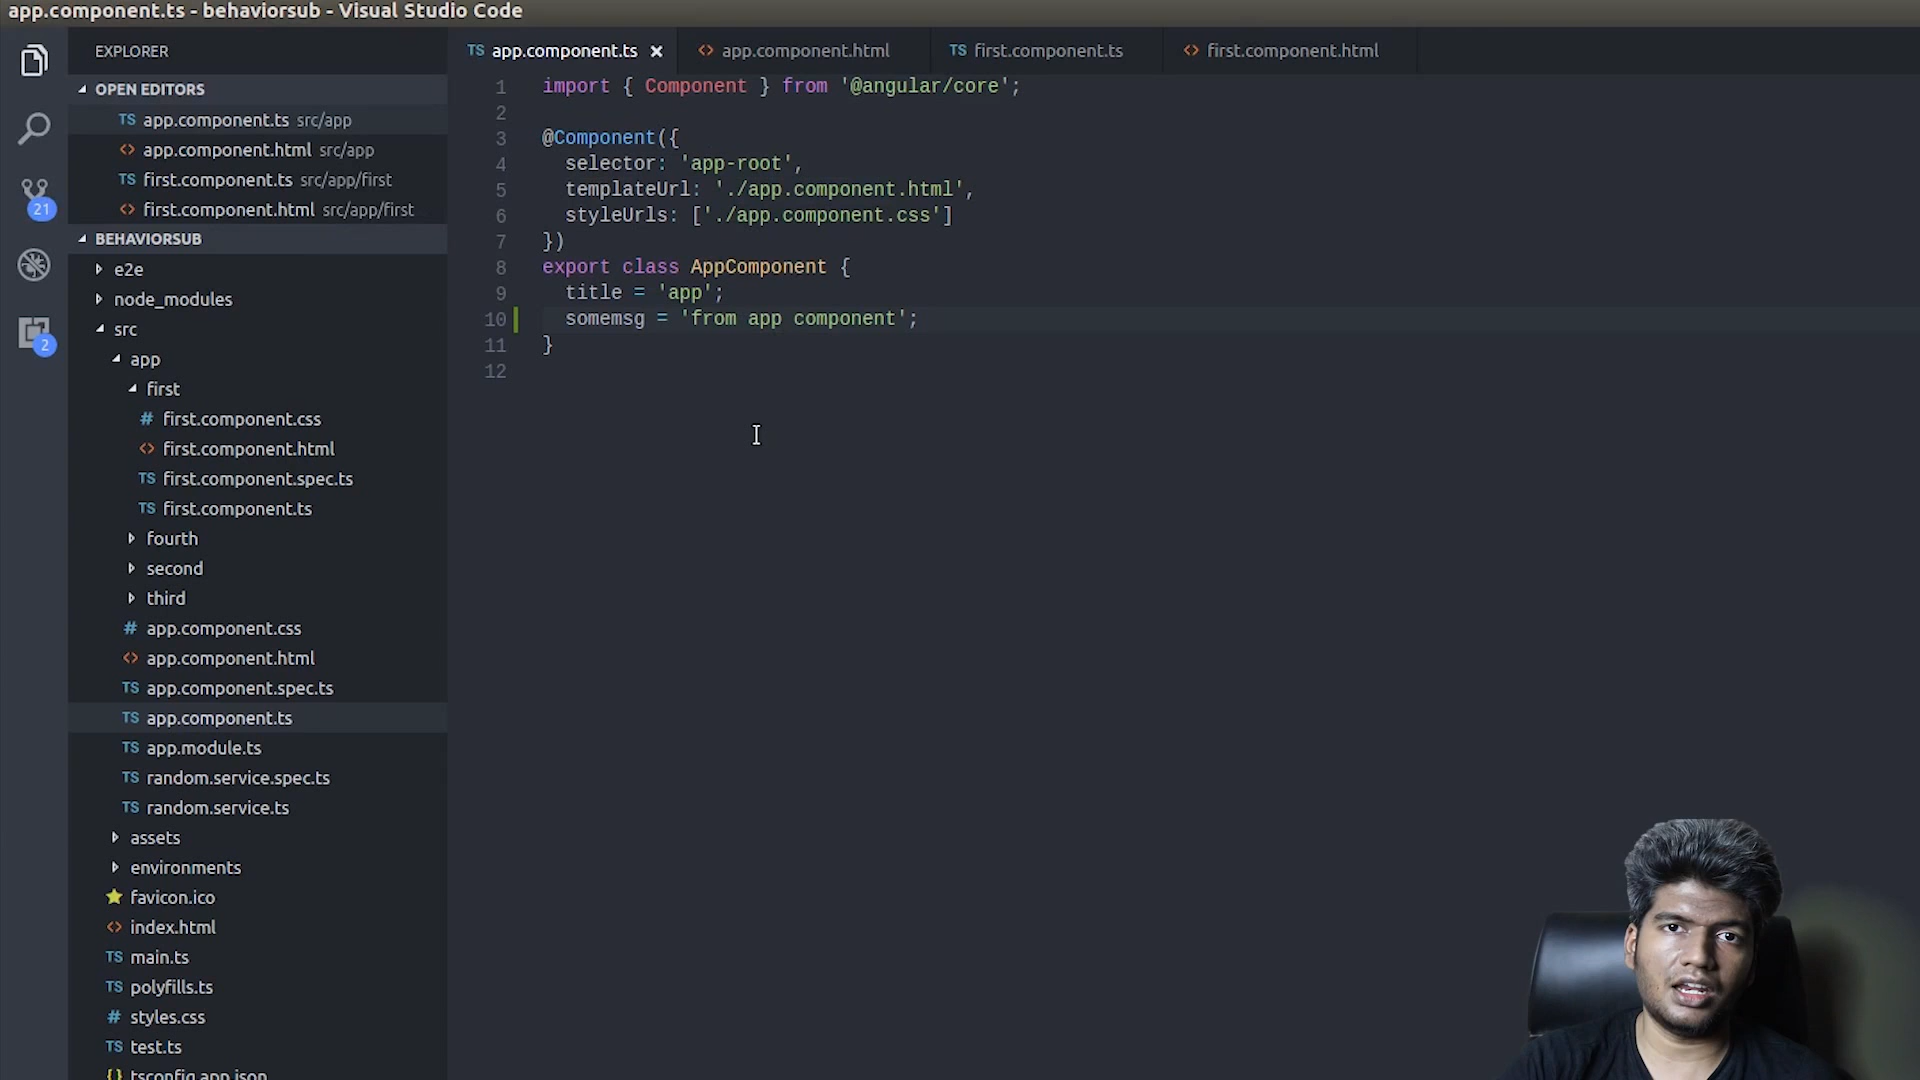 app.component.ts - behaviorsub - Visual Studio Code
EXPLORER
OPEN EDITORS
TS app.component.ts src/app
<> app.component.html src/app
TS first.component.ts src/app/first
<> first.component.html src/app/first
BEHAVIORSUB
e2e
node_modules
src
app
first
# first.component.css
<> first.component.html
TS first.component.spec.ts
TS first.component.ts
fourth
second
third
# app.component.css
<> app.component.html
TS app.component.spec.ts
TS app.component.ts
TS app.module.ts
TS random.service.spec.ts
TS random.service.ts
assets
environments
favicon.ico
<> index.html
TS main.ts
TS polyfills.ts
# styles.css
TS test.ts
{} tsconfig.app.json
21
2
TS app.component.ts ×
<> app.component.html
TS first.component.ts
<> first.component.html
1 import { Component } from '@angular/core';
2
3 @Component({
4 selector: 'app-root',
5 templateUrl: './app.component.html',
6 styleUrls: ['./app.component.css']
7 })
8 export class AppComponent {
9 title = 'app';
10 somemsg = 'from app component';
11 }
12